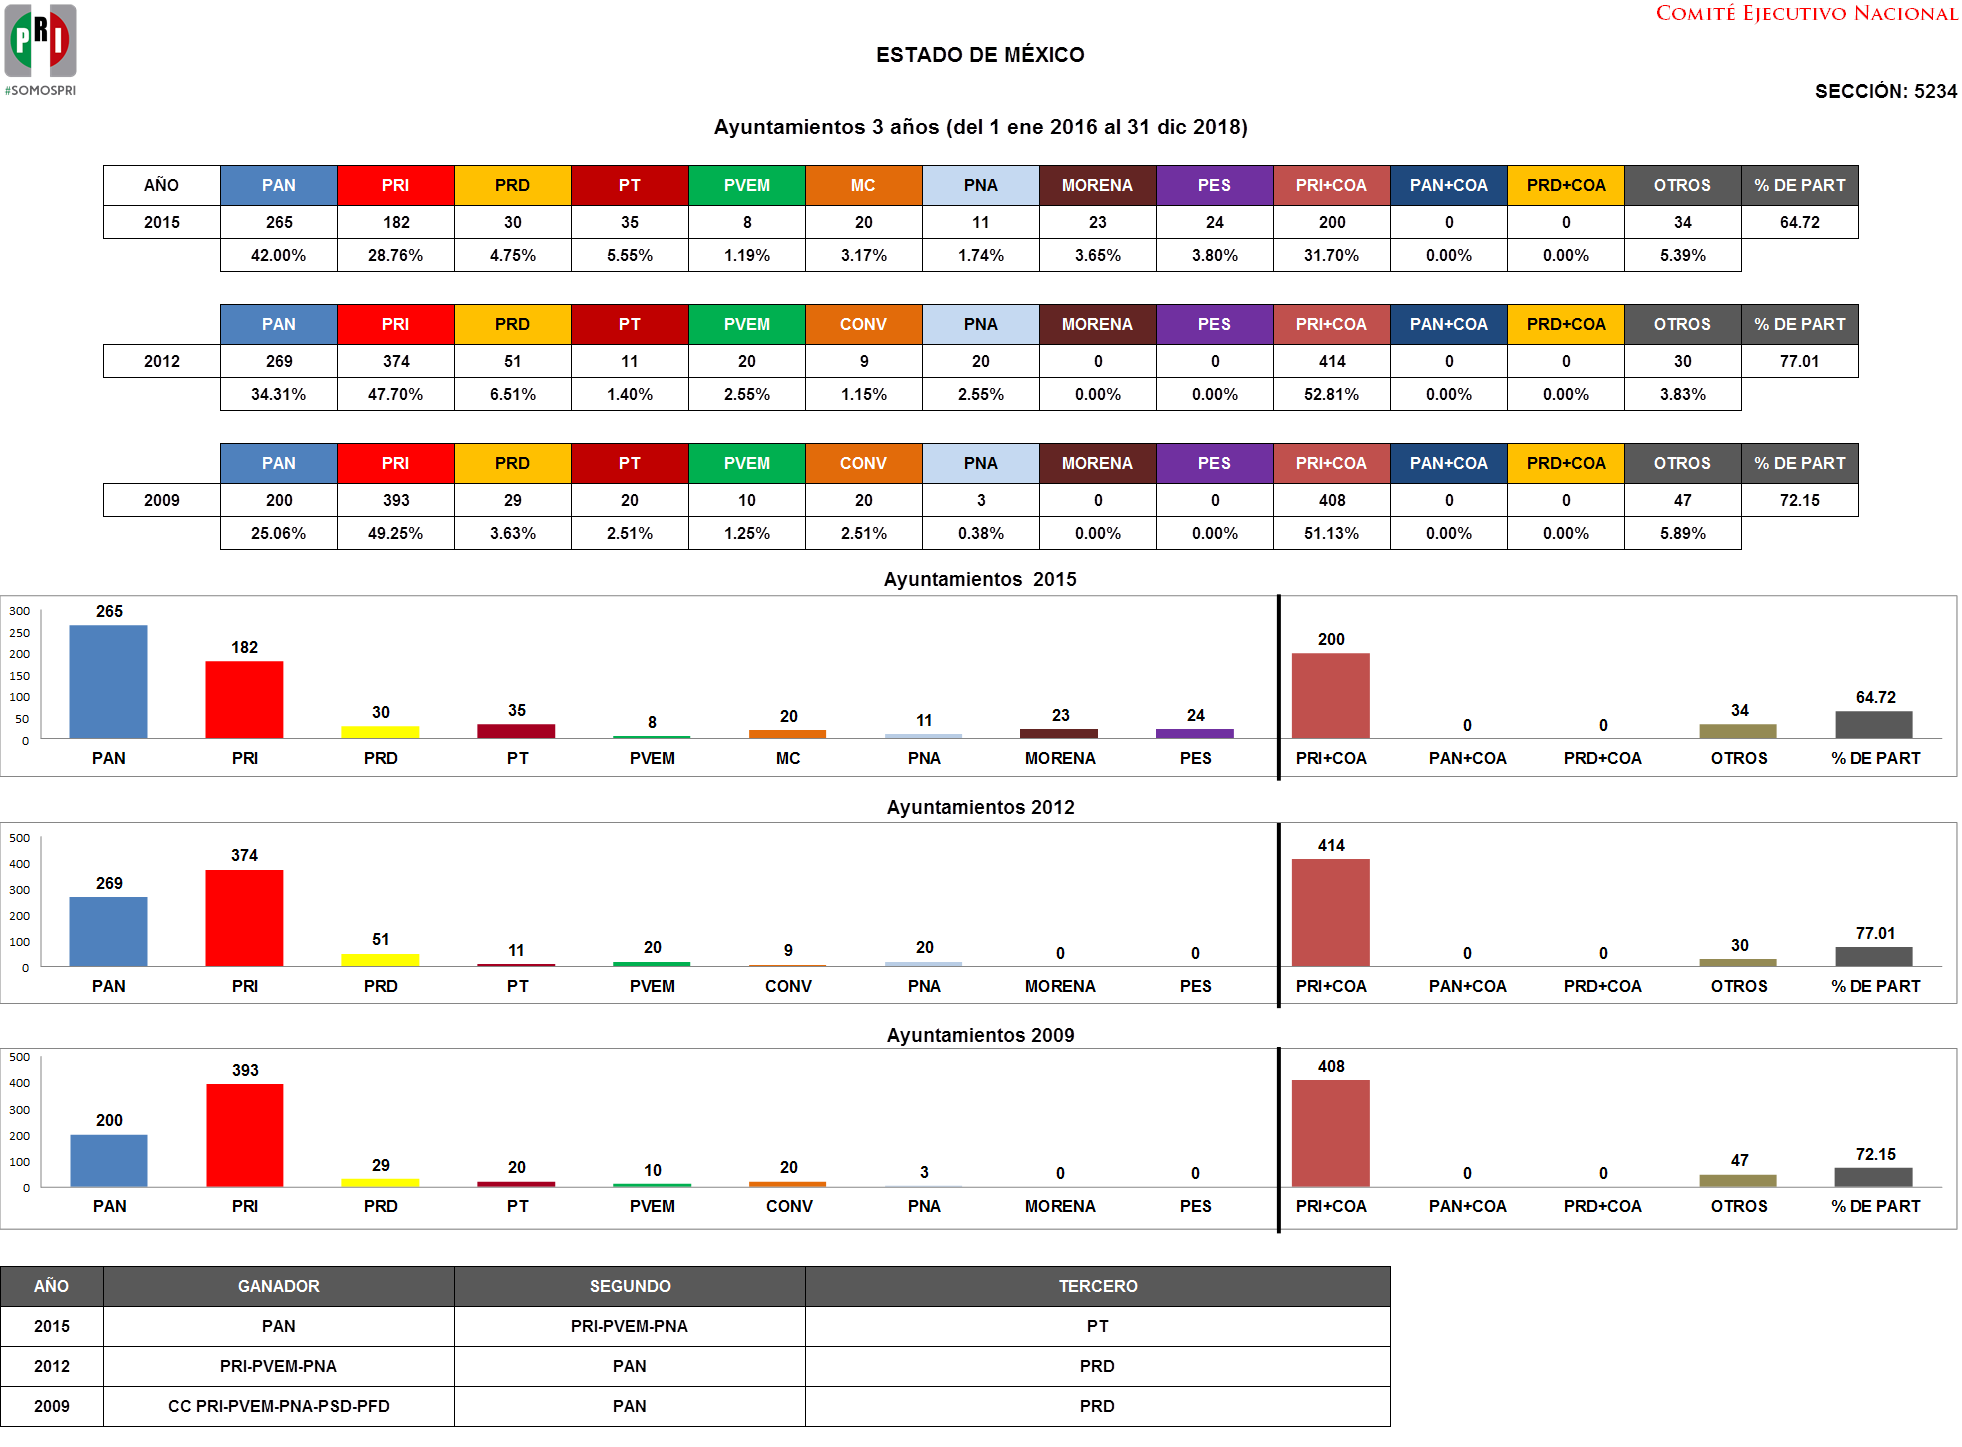 PRI
#SOMOSPRI
COMITÉ EJECUTIVO NACIONAL
ESTADO DE MÉXICO
SECCIÓN: 5234
Ayuntamientos 3 años (del 1 ene 2016 al 31 dic 2018)
AÑO PAN PRI PRD PT PVEM MC PNA MORENA PES PRI+COA PAN+COA PRD+COA OTROS % DE PART
2015 265 182 30 35 8 20 11 23 24 200 0 0 34 64.72
42.00% 28.76% 4.75% 5.55% 1.19% 3.17% 1.74% 3.65% 3.80% 31.70% 0.00% 0.00% 5.39%
PAN PRI PRD PT PVEM CONV PNA MORENA PES PRI+COA PAN+COA PRD+COA OTROS % DE PART
2012 269 374 51 11 20 9 20 0 0 414 0 0 30 77.01
34.31% 47.70% 6.51% 1.40% 2.55% 1.15% 2.55% 0.00% 0.00% 52.81% 0.00% 0.00% 3.83%
PAN PRI PRD PT PVEM CONV PNA MORENA PES PRI+COA PAN+COA PRD+COA OTROS % DE PART
2009 200 393 29 20 10 20 3 0 0 408 0 0 47 72.15
25.06% 49.25% 3.63% 2.51% 1.25% 2.51% 0.38% 0.00% 0.00% 51.13% 0.00% 0.00% 5.89%
Ayuntamientos 2015
300
250
200
150
100
50
0
265 182 30 35 8 20 11 23 24 200 0 0 34 64.72
PAN PRI PRD PT PVEM MC PNA MORENA PES PRI+COA PAN+COA PRD+COA OTROS % DE PART
Ayuntamientos 2012
500
400
300
200
100
0
269 374 51 11 20 9 20 0 0 414 0 0 30 77.01
PAN PRI PRD PT PVEM CONV PNA MORENA PES PRI+COA PAN+COA PRD+COA OTROS % DE PART
Ayuntamientos 2009
500
400
300
200
100
0
200 393 29 20 10 20 3 0 0 408 0 0 47 72.15
PAN PRI PRD PT PVEM CONV PNA MORENA PES PRI+COA PAN+COA PRD+COA OTROS % DE PART
AÑO GANADOR SEGUNDO TERCERO
2015 PAN PRI-PVEM-PNA PT
2012 PRI-PVEM-PNA PAN PRD
2009 CC PRI-PVEM-PNA-PSD-PFD PAN PRD